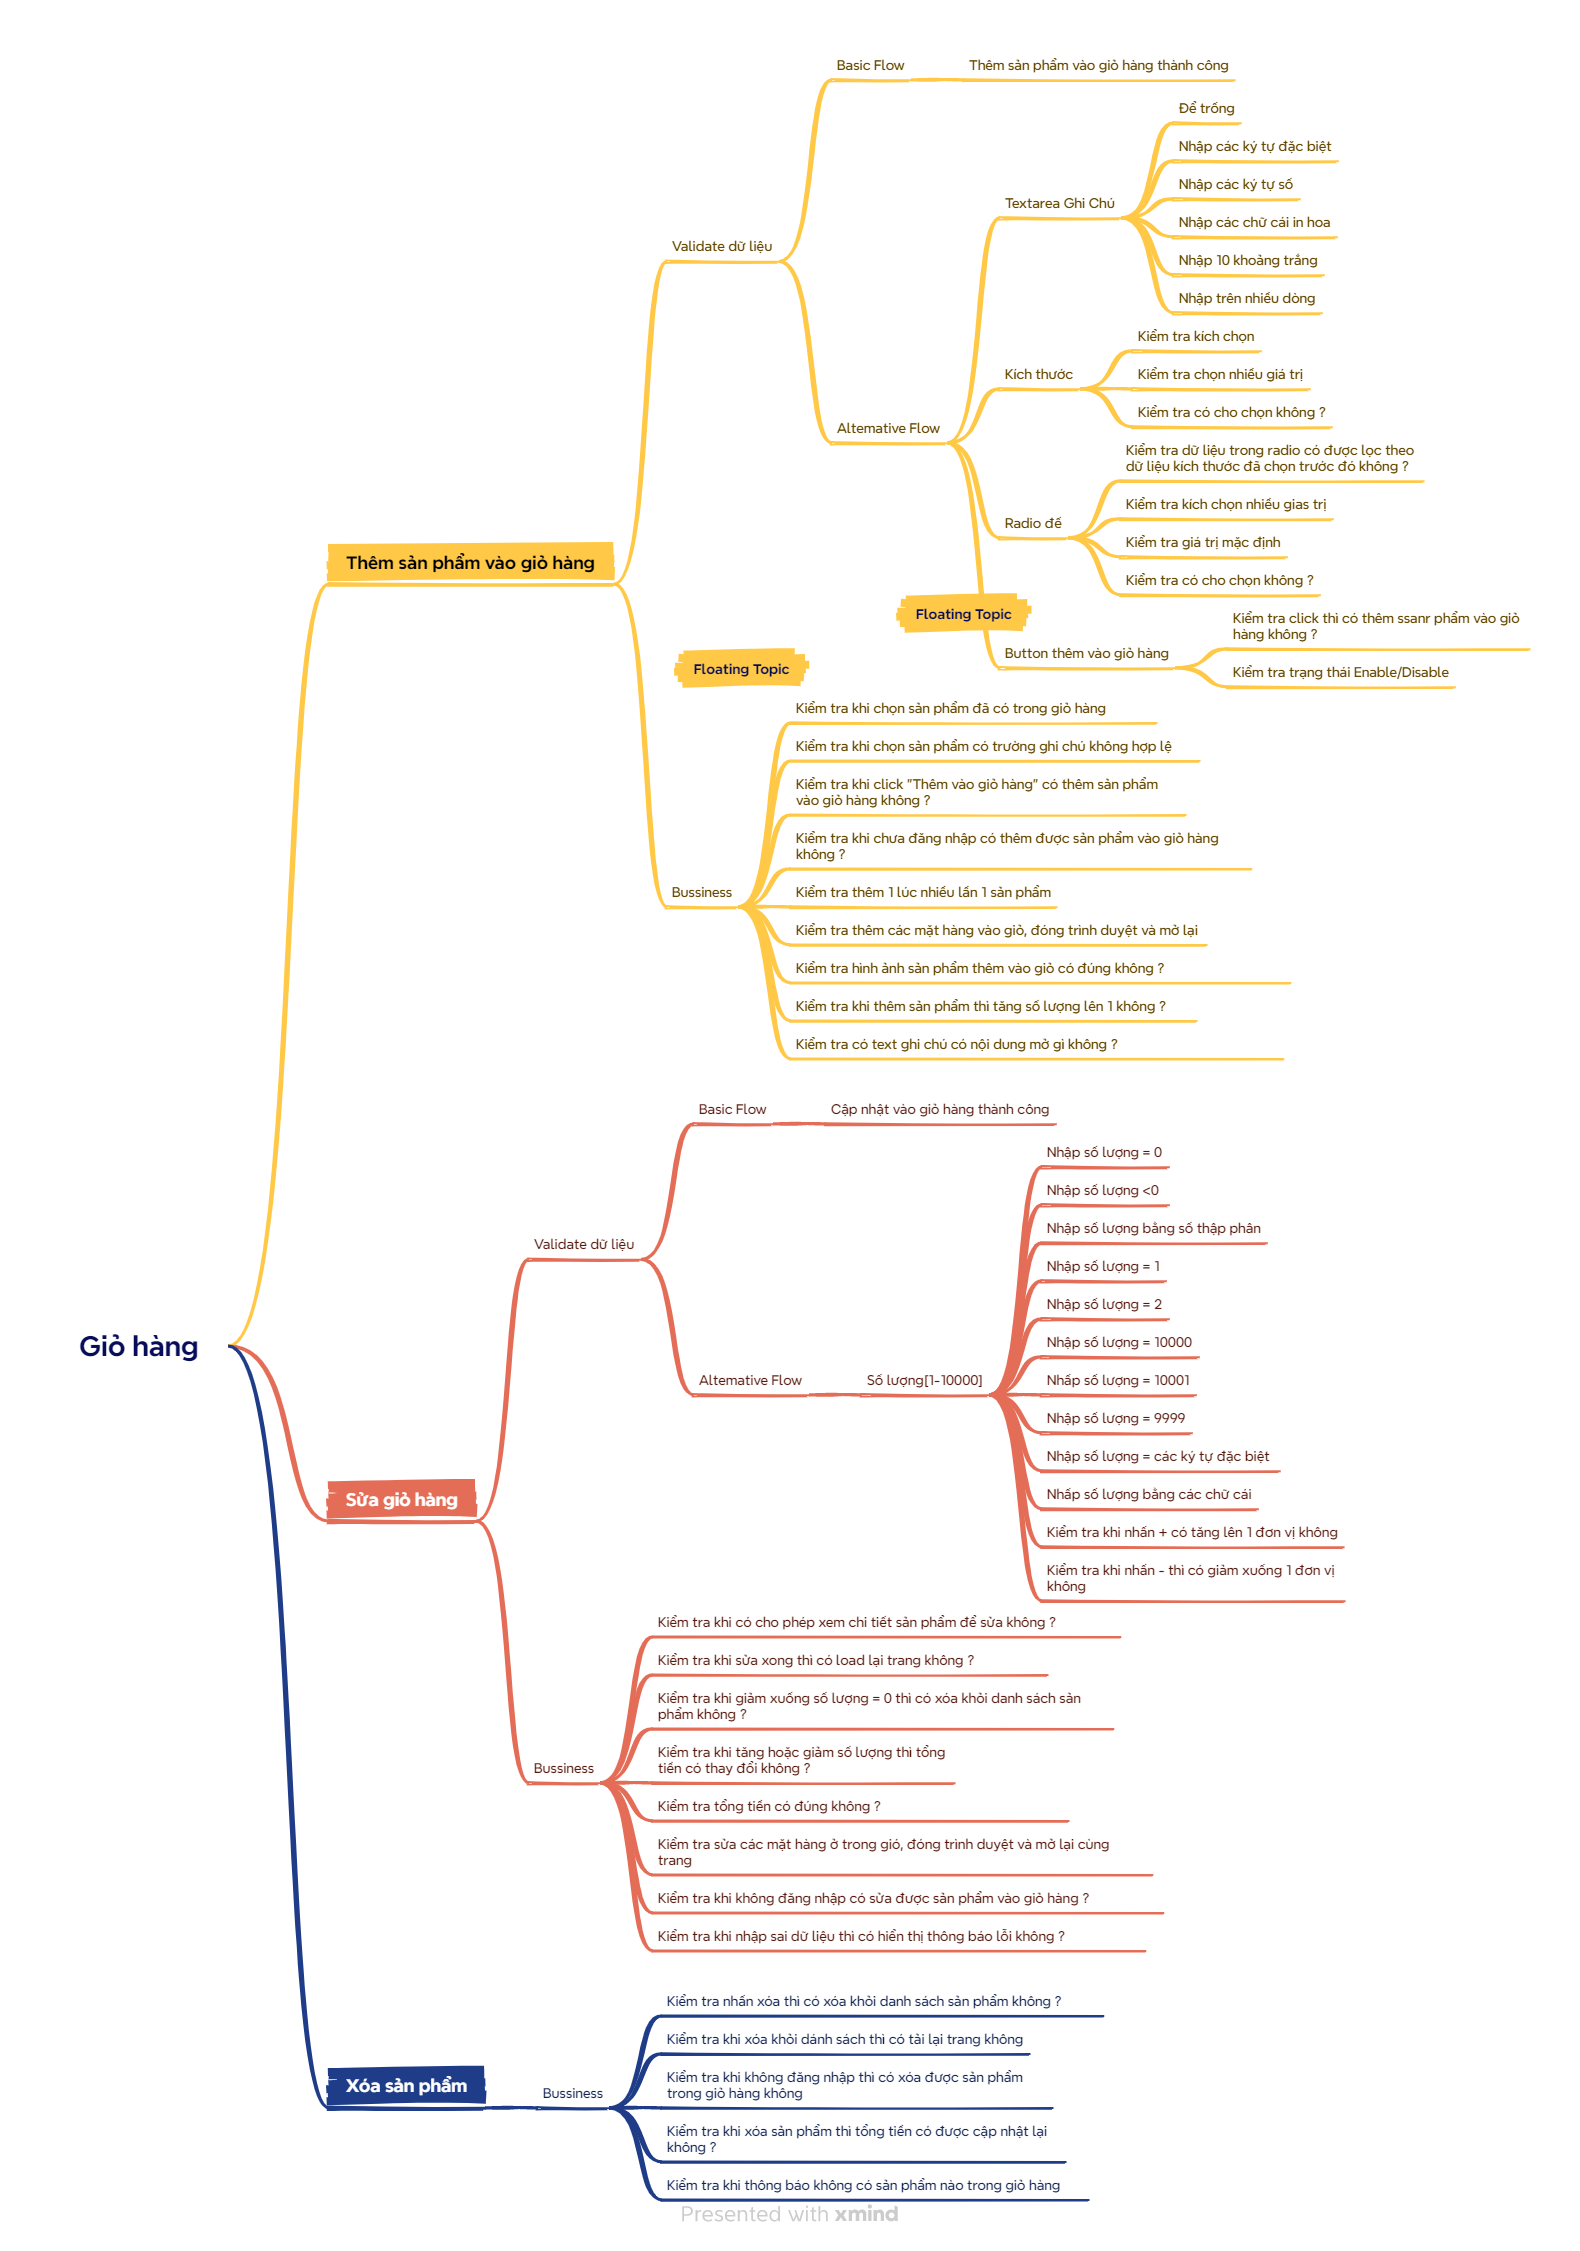 Basic Flow
Thêm sản phẩm vào giỏ hàng thành công
Để trống
Nhập các ký tự đặc biệt
Nhập các ký tự số
Textarea Ghi Chú
Nhập các chữ cái in hoa
Validate dữ liệu
Nhập 10 khoảng trắng
Nhập trên nhiều dòng
Kiểm tra kích chọn
Kích thước
Kiểm tra chọn nhiều giá trị
Kiểm tra có cho chọn không ?
Altemative Flow
Kiểm tra dữ liệu trong radio có được lọc theo
dữ liệu kích thước đã chọn trước đó không ?
Kiểm tra kích chọn nhiều gias trị
Radio đế
Kiểm tra giá trị mặc định
Thêm sản phẩm vào giỏ hàng
Kiểm tra có cho chọn không ?
Floating Topic
Kiểm tra click thì có thêm ssanr phẩm vào giỏ
hàng không ?
Button thêm vào giỏ hàng
Floating Topic
Kiểm tra trạng thái Enable/Disable
Kiểm tra khi chọn sản phẩm đã có trong giỏ hàng
Kiểm tra khi chọn sản phẩm có trường ghi chú không hợp lệ
Kiểm tra khi click "Thêm vào giỏ hàng" có thêm sản phẩm
vào giỏ hàng không ?
Kiểm tra khi chưa đăng nhập có thêm được sản phẩm vào giỏ hàng
không ?
Bussiness
Kiểm tra thêm 1 lúc nhiều lần 1 sản phẩm
Kiểm tra thêm các mặt hàng vào giỏ, đóng trình duyệt và mở lại
Kiểm tra hình ảnh sản phẩm thêm vào giỏ có đúng không ?
Kiểm tra khi thêm sản phẩm thì tăng số lượng lên 1 không ?
Kiểm tra có text ghi chú có nội dung mở gì không ?
Basic Flow
Cập nhật vào giỏ hàng thành công
Nhập số lượng = 0
Nhập số lượng <0
Nhập số lượng bằng số thập phân
Validate dữ liệu
Nhập số lượng = 1
Nhập số lượng = 2
Giỏ hàng
Nhập số lượng = 10000
Altemative Flow
Số lượng[1-10000]
Nhấp số lượng = 10001
Nhập số lượng = 9999
Nhập số lượng = các ký tự đặc biệt
Sửa giỏ hàng
Nhấp số lượng bằng các chữ cái
Kiểm tra khi nhấn + có tăng lên 1 đơn vị không
Kiểm tra khi nhấn - thì có giảm xuống 1 đơn vị
không
Kiểm tra khi có cho phép xem chi tiết sản phẩm để sửa không ?
Kiểm tra khi sửa xong thì có load lại trang không ?
Kiểm tra khi giảm xuống số lượng = 0 thì có xóa khỏi danh sách sản
phẩm không ?
Kiểm tra khi tăng hoặc giảm số lượng thì tổng
tiền có thay đổi không ?
Bussiness
Kiểm tra tổng tiền có đúng không ?
Kiểm tra sửa các mặt hàng ở trong gió, đóng trình duyệt và mở lại cùng
trang
Kiểm tra khi không đăng nhập có sửa được sản phẩm vào giỏ hàng ?
Kiểm tra khi nhập sai dữ liệu thì có hiển thị thông báo lỗi không ?
Kiểm tra nhấn xóa thì có xóa khỏi danh sách sản phẩm không ?
Kiểm tra khi xóa khỏi dánh sách thì có tải lại trang không
Xóa sản phẩm
Bussiness
Kiểm tra khi không đăng nhập thì có xóa được sản phẩm
trong giỏ hàng không
Kiểm tra khi xóa sản phẩm thì tổng tiền có được cập nhật lại
không ?
Kiểm tra khi thông báo không có sản phẩm nào trong giỏ hàng
Presented with xmind